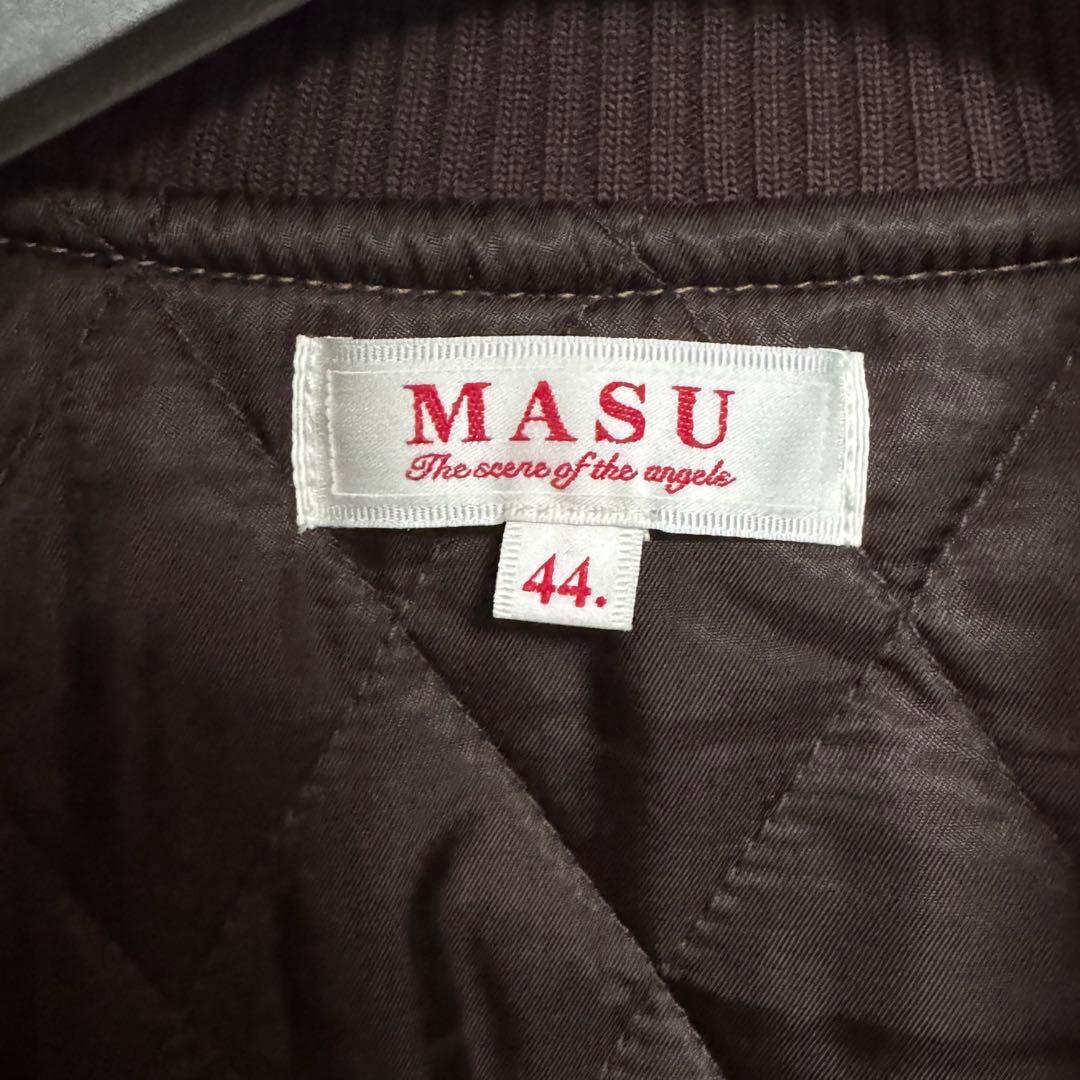 MASU
The scene of the angels
44.